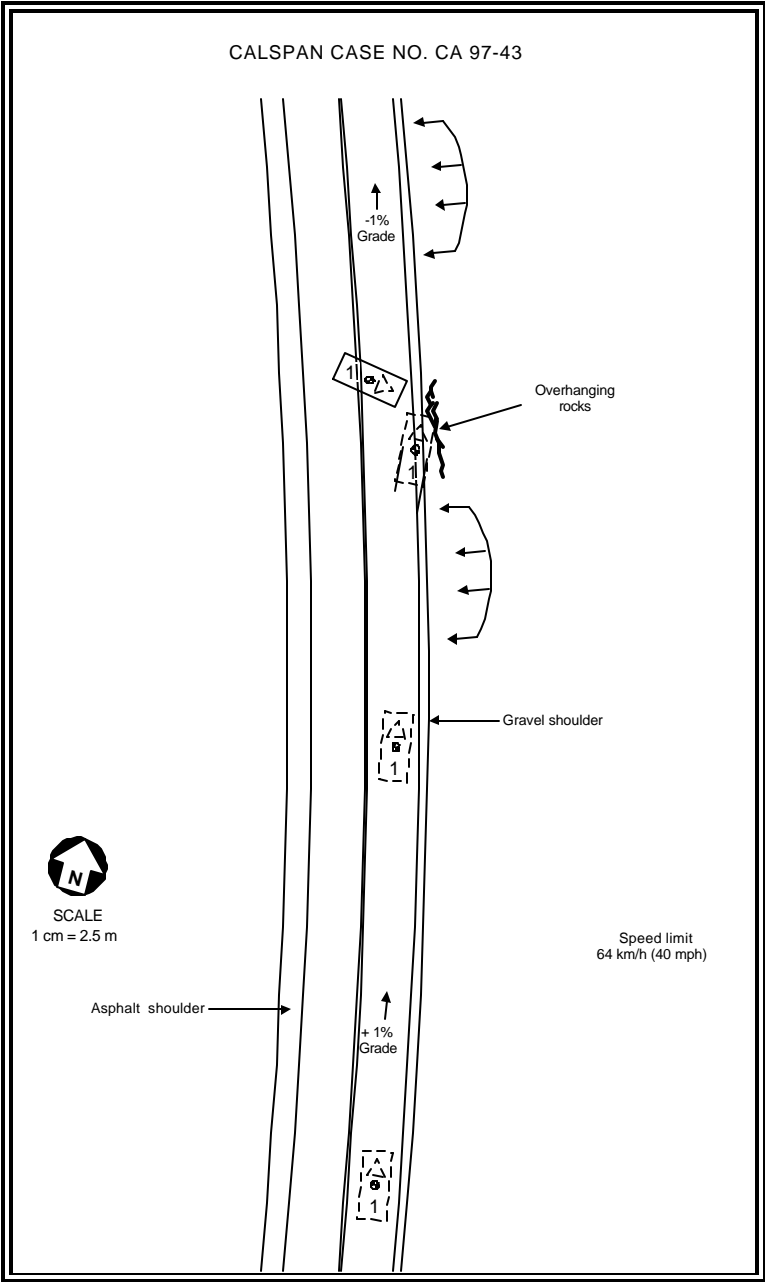 CALSPAN CASE NO. CA 97-43
-1%
Grade
1
Overhanging
rocks
1
Gravel shoulder
1
N
SCALE
1 cm = 2.5 m
Speed limit
64 km/h (40 mph)
Asphalt shoulder
+ 1%
Grade
1